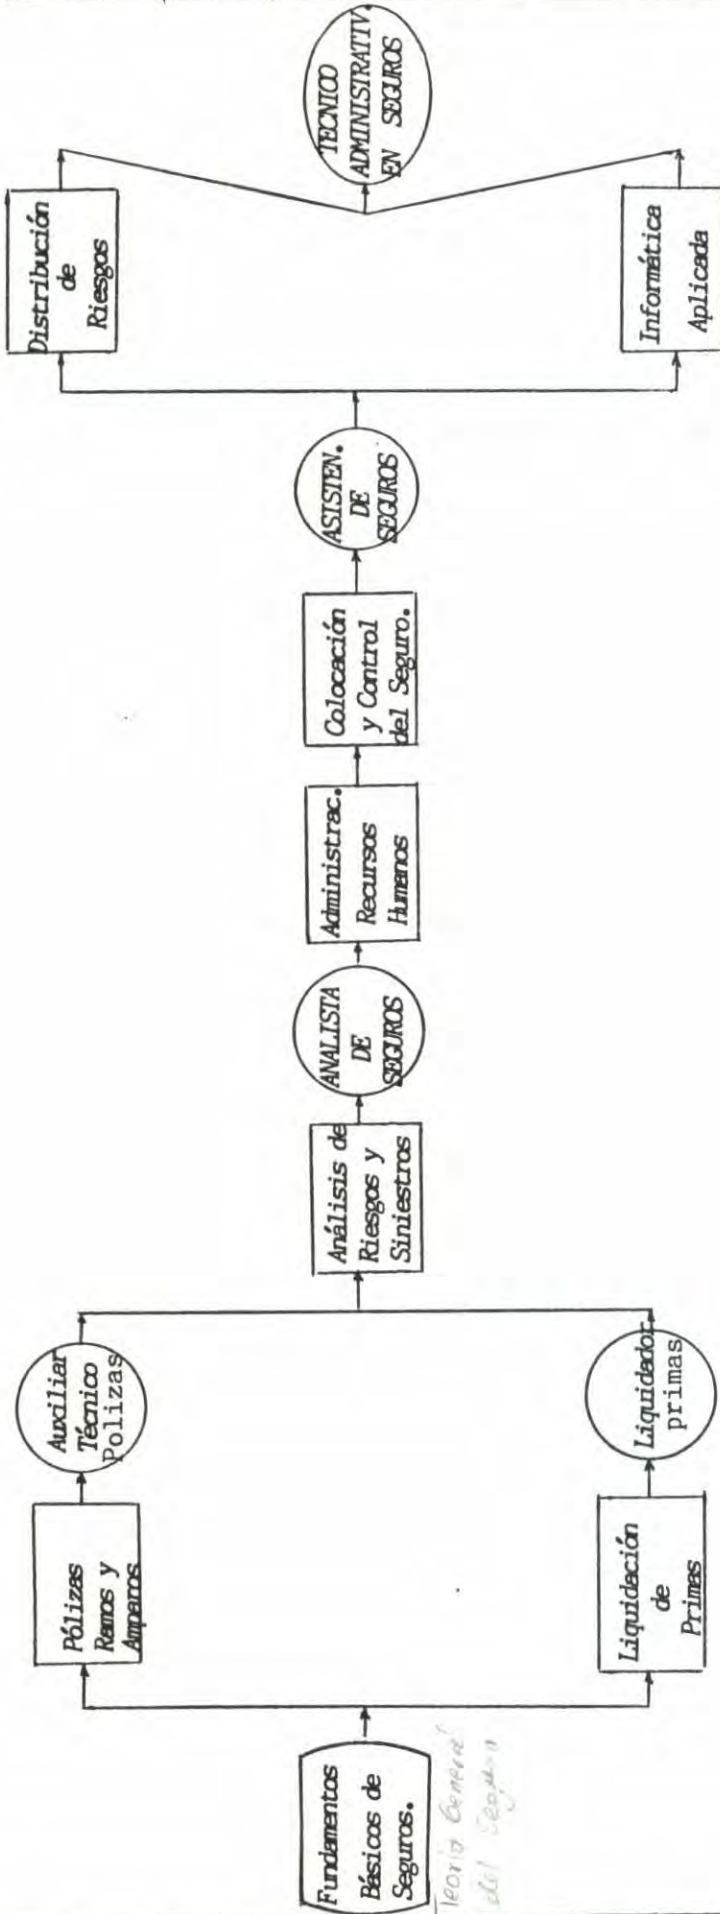 Fundamentos
Básicos de
Seguros.
Teoria General
del Seguro
Pólizas
Ramos y
Amparos
Auxiliar
Técnico
Polizas
Liquidación
de
Primas
Liquidador
primas
Análisis de
Riesgos y
Siniestros
ANALISTA
DE
SEGUROS
Administrac.
Recursos
Humanos
Colocación
y Control
del Seguro.
ASISTEN.
DE
SEGUROS
Distribución
de
Riesgos
Informática
Aplicada
TECNICO
ADMINISTRATIV.
EN SEGUROS